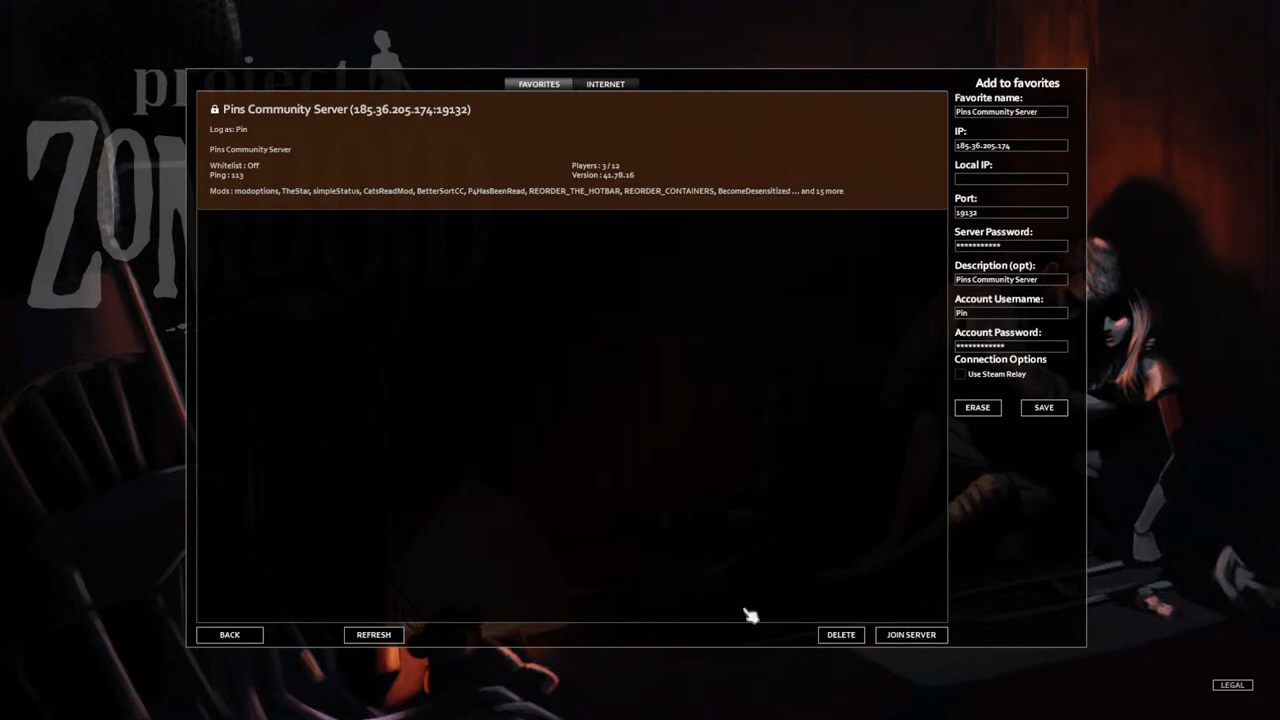 project
ZOMBOID
FAVORITES
INTERNET
Pins Community Server (185.36.205.174:19132)
Log as: Pin
Pins Community Server
Whitelist : Off
Players : 3 / 12
Ping : 113
Version : 41.78.16
Mods : modoptions, TheStar, simpleStatus, CatsReadMod, BetterSortCC, P4HasBeenRead, REORDER_THE_HOTBAR, REORDER_CONTAINERS, BecomeDesensitized ... and 15 more
Add to favorites
Favorite name:
Pins Community Server
IP:
185.36.205.174
Local IP:
Port:
19132
Server Password:
***********
Description (opt):
Pins Community Server
Account Username:
Pin
Account Password:
************
Connection Options
Use Steam Relay
ERASE
SAVE
BACK
REFRESH
DELETE
JOIN SERVER
LEGAL